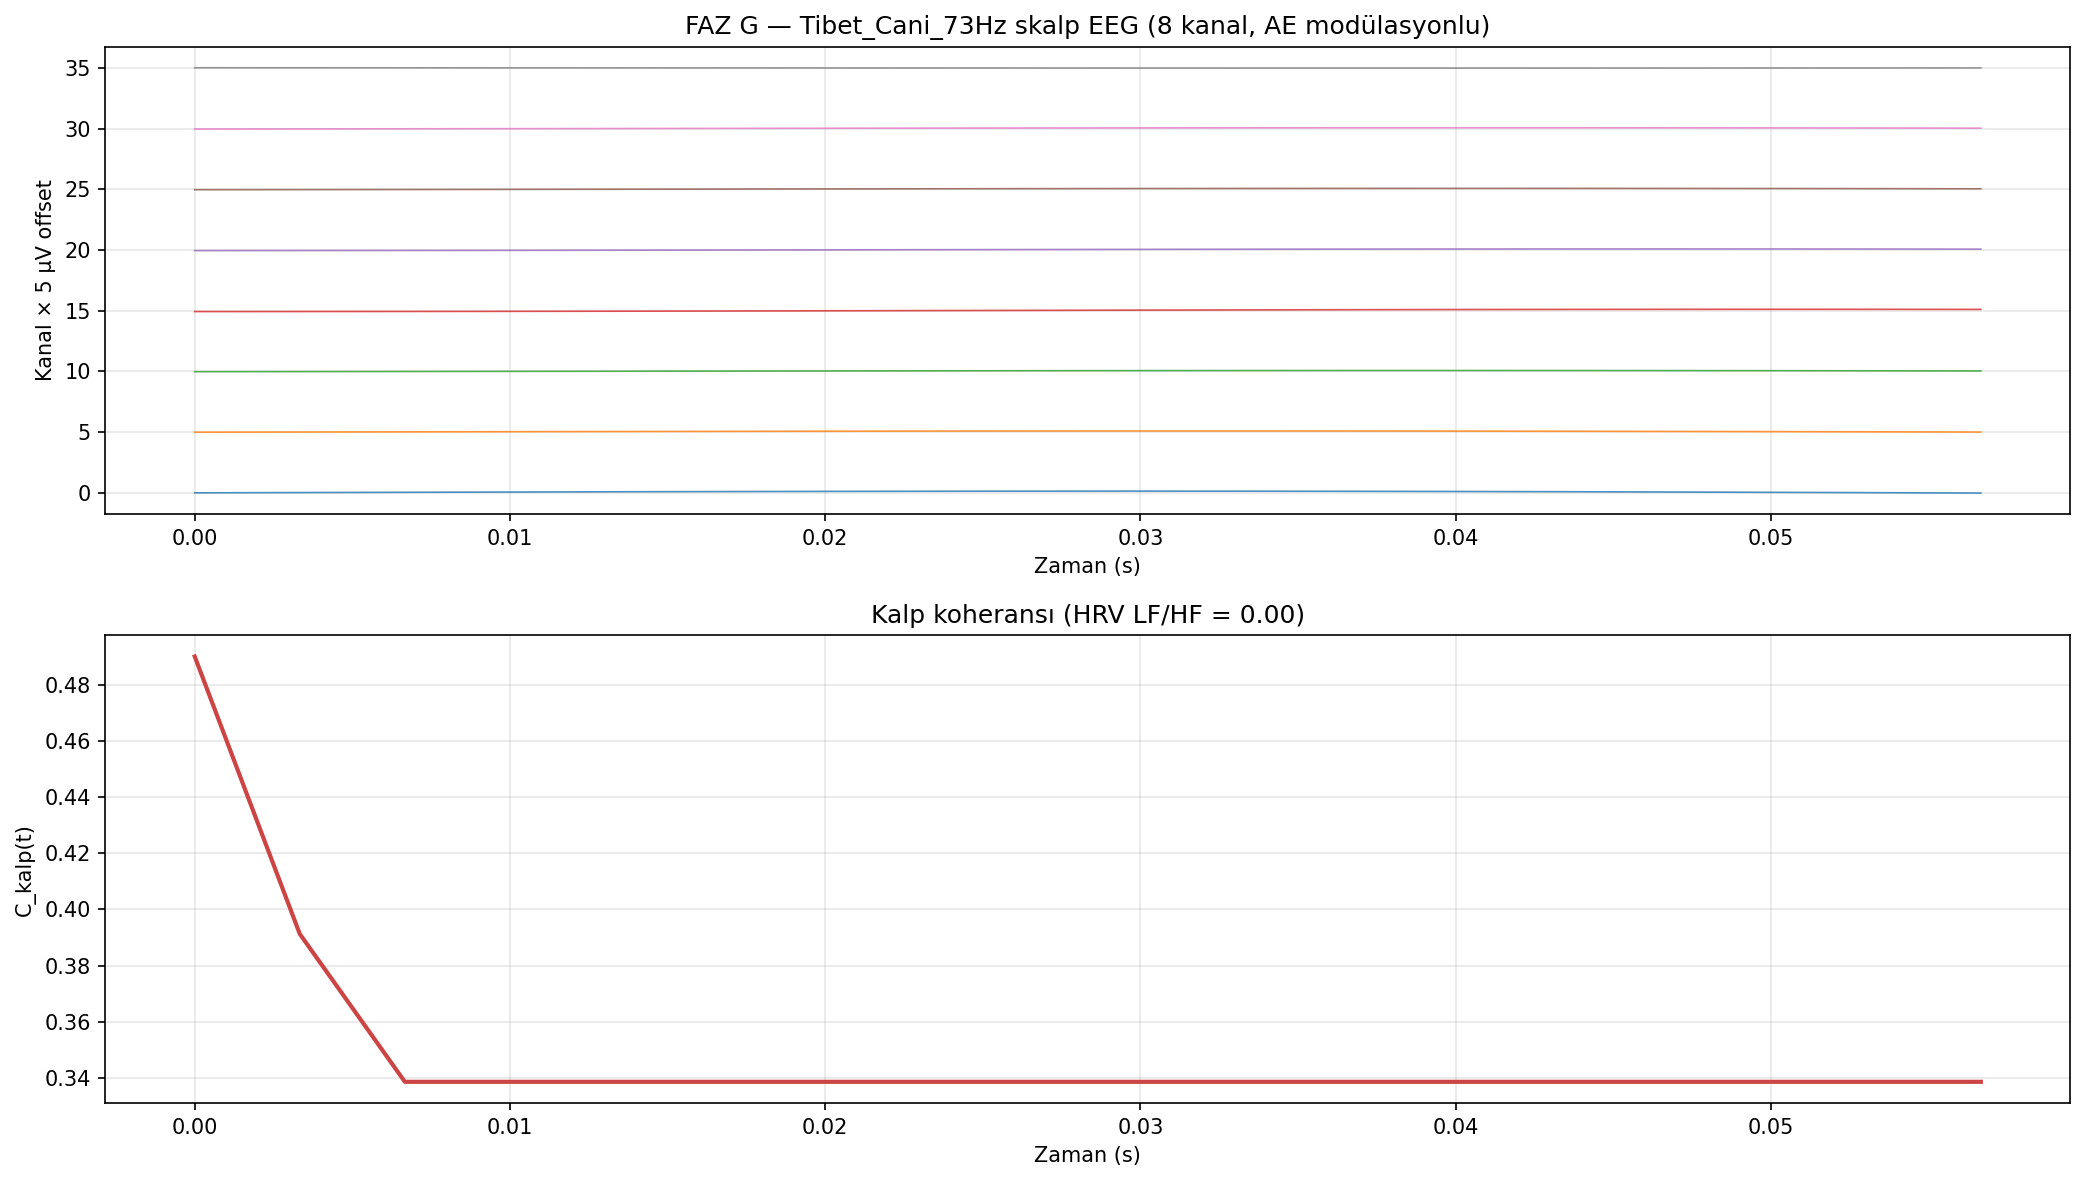 FAZ G — Tibet_Cani_73Hz skalp EEG (8 kanal, AE modülasyonlu)
Kanal × 5 µV offset
35
30
25
20
15
10
5
0
0.00 0.01 0.02 0.03 0.04 0.05
Zaman (s)
Kalp koheransı (HRV LF/HF = 0.00)
C_kalp(t)
0.48
0.46
0.44
0.42
0.40
0.38
0.36
0.34
0.00 0.01 0.02 0.03 0.04 0.05
Zaman (s)